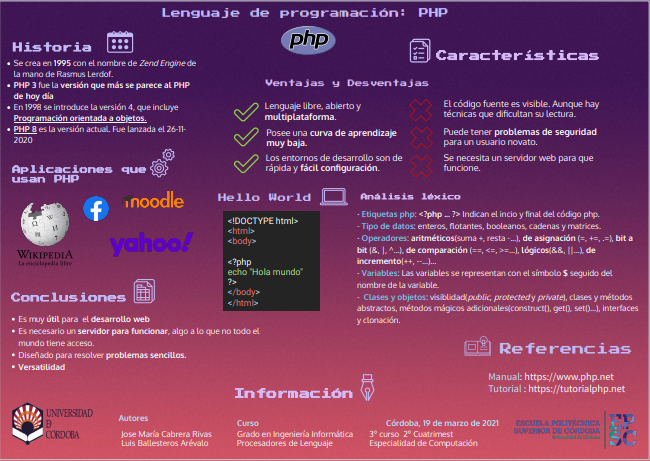 Lenguaje de programación: PHP
php
Historia
Se crea en 1995 con el nombre de Zend Engine de
la mano de Rasmus Lerdof.
PHP 3 fue la versión que más se parece al PHP
de hoy día
En 1998 se introduce la versión 4, que incluye
Programación orientada a objetos.
PHP 8 es la versión actual. Fue lanzada el 26-11-
2020
Aplicaciones que
usan PHP
moodle
WIKIPEDIA
La enciclopedia libre
yahoo!
Conclusiones
Es muy útil para el desarrollo web
Es necesario un servidor para funcionar, algo a lo que no todo el
mundo tiene acceso.
Diseñado para resolver problemas sencillos.
Versatilidad
Características
Ventajas y Desventajas
Lenguaje libre, abierto y
multiplataforma.
Posee una curva de aprendizaje
muy baja.
Los entornos de desarrollo son de
rápida y fácil configuración.
El código fuente es visible. Aunque hay
técnicas que dificultan su lectura.
Puede tener problemas de seguridad
para un usuario novato.
Se necesita un servidor web para que
funcione.
Hello World
<!DOCTYPE html>
<html>
<body>
<?php
echo "Hola mundo"
?>
</body>
</html>
Análisis léxico
- Etiquetas php: <?php ... ?> Indican el incio y final del código php.
- Tipo de datos: enteros, flotantes, booleanos, cadenas y matrices.
- Operadores: aritméticos(suma +, resta -...), de asignación (=, +=, .=), bit a
bit (&, |, ^...), de comparación (==, <=, >=...), lógicos(&&, ||...), de
incremento(++, --...)...
- Variables: Las variables se representan con el símbolo $ seguido del
nombre de la variable.
- Clases y objetos: visiblidad(public, protected y private), clases y métodos
abstractos, métodos mágicos adicionales(construct(), get(), set()...), interfaces
y clonación.
Referencias
Manual: https://www.php.net
Tutorial : https://tutorialphp.net
Información
UNIVERSIDAD
D
CÓRDOBA
Autores
Jose María Cabrera Rivas
Luis Ballesteros Arévalo
Curso
Grado en Ingeniería Informática
Procesadores de Lenguaje
Córdoba, 19 de marzo de 2021
3º curso 2º Cuatrimest
Especialidad de Computación
ESCUELA POLITÉCNICA
SUPERIOR DE CÓRDOBA
Universidad de Córdoba